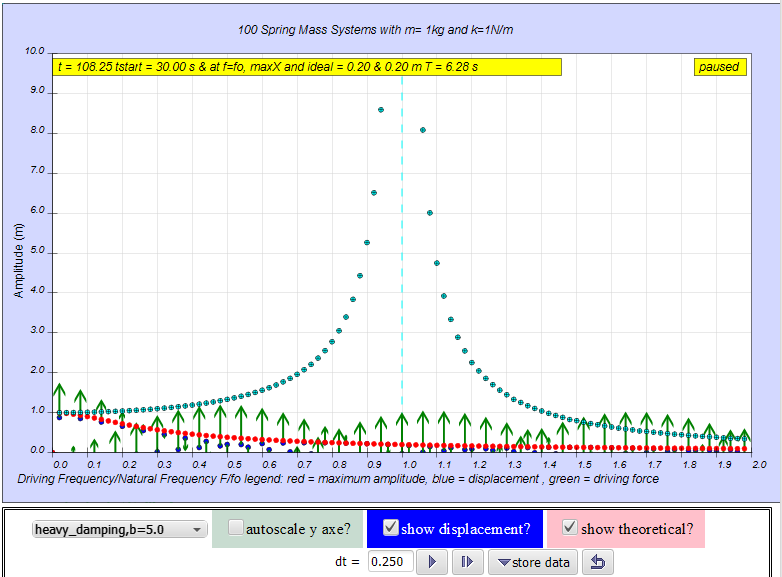 100 Spring Mass Systems with m= 1kg and k=1N/m
t = 108.25 tstart = 30.00 s & at f=fo, maxX and ideal = 0.20 & 0.20 m T = 6.28 s
paused
Amplitude (m)
10.0
9.0
8.0
7.0
6.0
5.0
4.0
3.0
2.0
1.0
0.0
0.0 0.1 0.2 0.3 0.4 0.5 0.6 0.7 0.8 0.9 1.0 1.1 1.2 1.3 1.4 1.5 1.6 1.7 1.8 1.9 2.0
Driving Frequency/Natural Frequency F/fo legend: red = maximum amplitude, blue = displacement , green = driving force
heavy_damping,b=5.0 autoscale y axe? show displacement? show theoretical?
dt = 0.250 store data